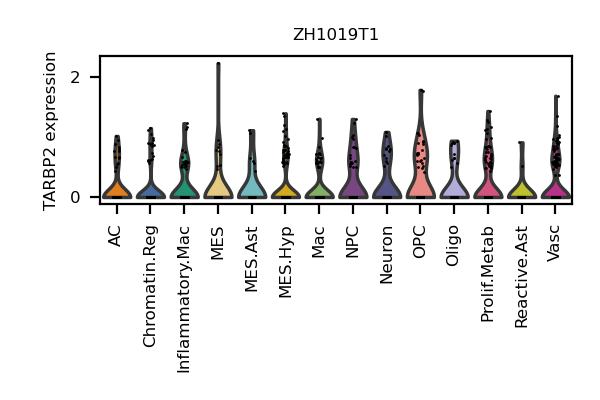 ZH1019T1
TARBP2 expression
2
0
AC
Chromatin.Reg
Inflammatory.Mac
MES
MES.Ast
MES.Hyp
Mac
NPC
Neuron
OPC
Oligo
Prolif.Metab
Reactive.Ast
Vasc